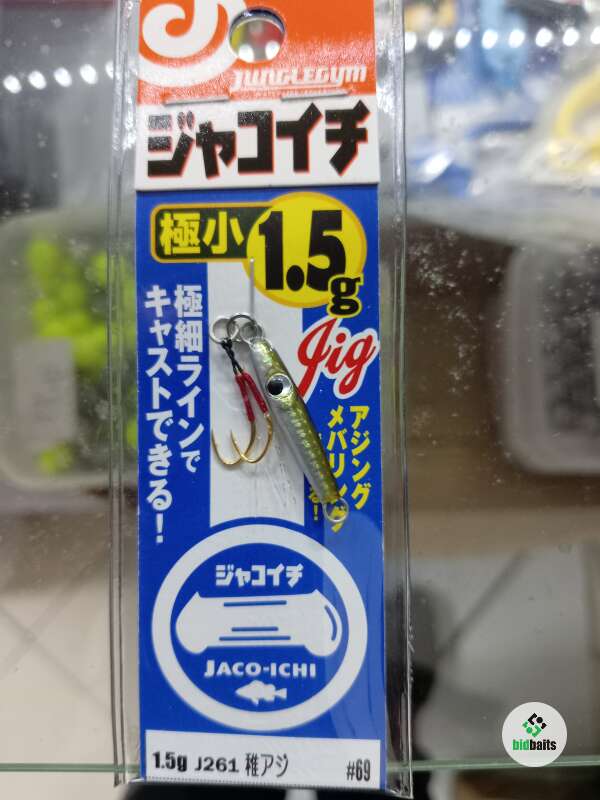 JUNGLEGYM
ジャコイチ
極小
1.5g
Jig
極細ラインで
キャストできる!
アジング
メバリング
る!
ジャコイチ
JACO-ICHI
1.5g J261 稚アジ #69
bidbaits